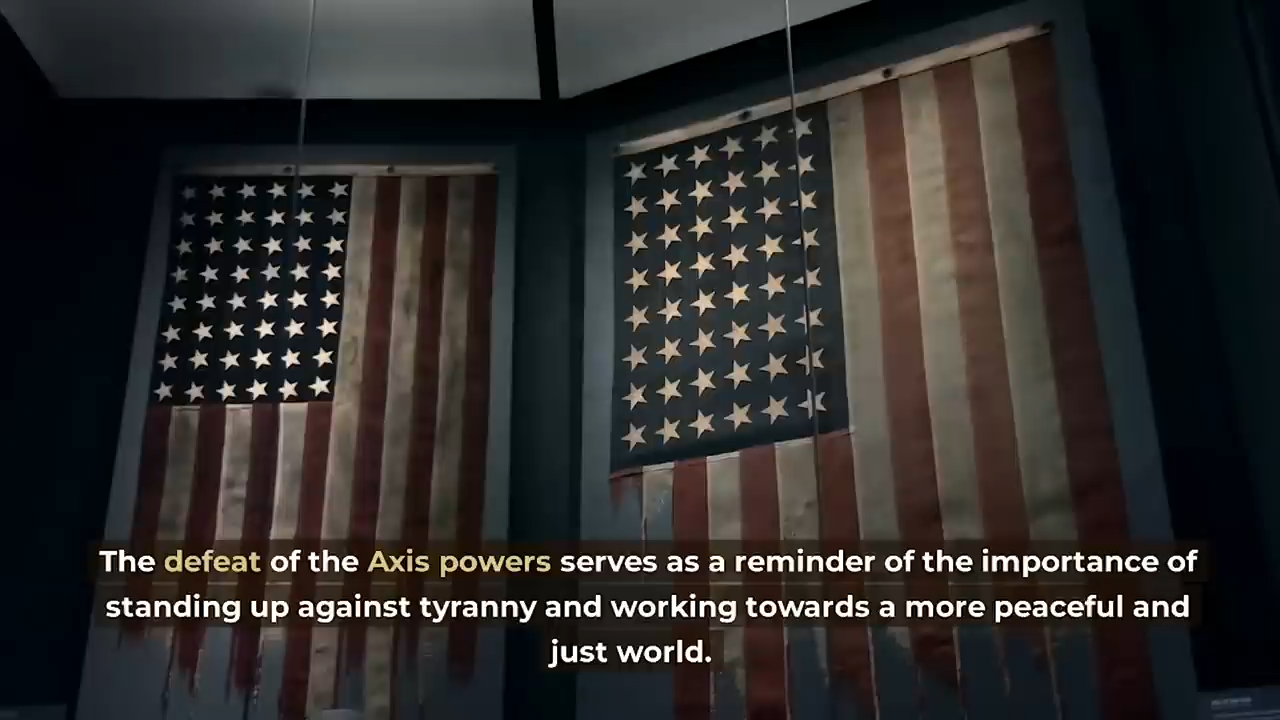 The defeat of the Axis powers serves as a reminder of the importance of
standing up against tyranny and working towards a more peaceful and
just world.